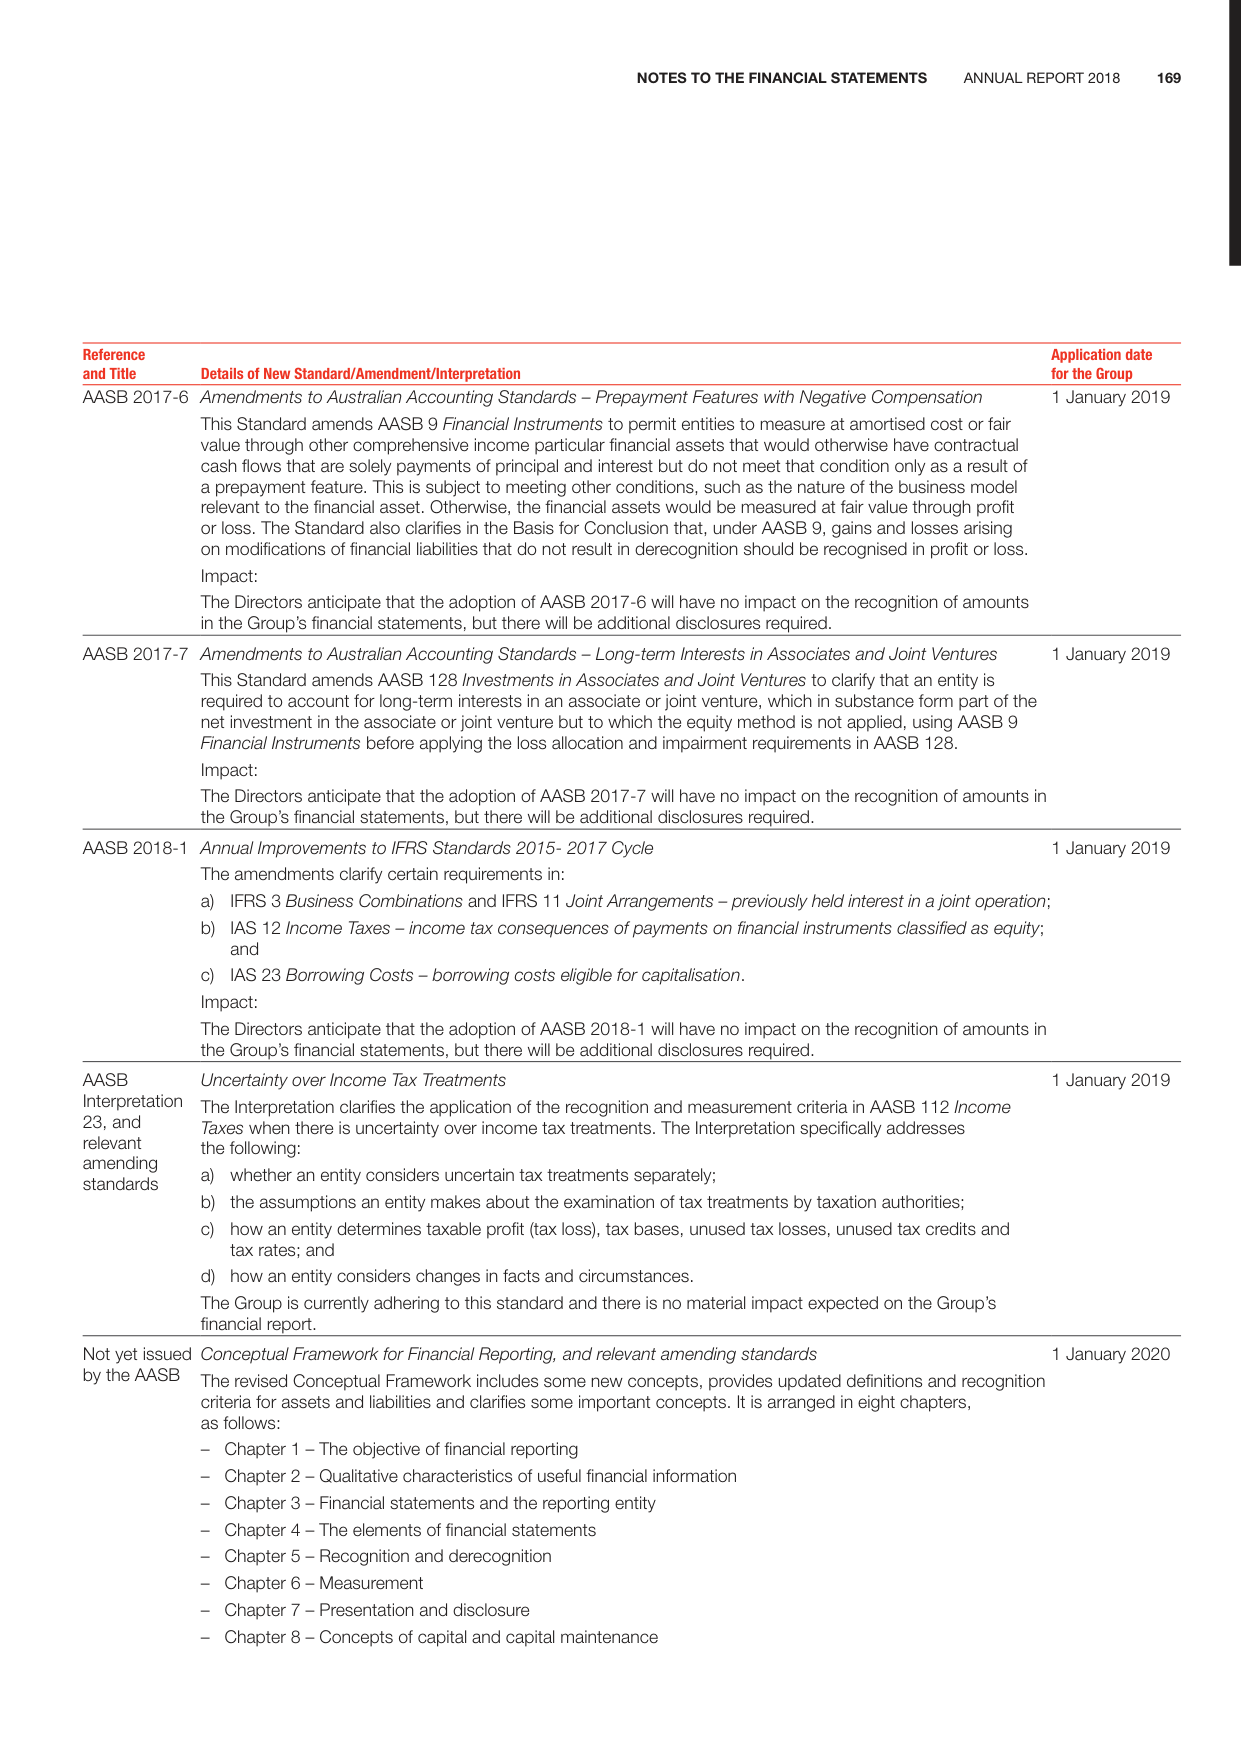 NOTES TO THE FINANCIAL STATEMENTS ANNUAL REPORT 2018 169
Reference
and Title
Details of New Standard/Amendment/Interpretation
Application date
for the Group
AASB 2017-6 Amendments to Australian Accounting Standards – Prepayment Features with Negative Compensation 1 January 2019
This Standard amends AASB 9 Financial Instruments to permit entities to measure at amortised cost or fair
value through other comprehensive income particular financial assets that would otherwise have contractual
cash flows that are solely payments of principal and interest but do not meet that condition only as a result of
a prepayment feature. This is subject to meeting other conditions, such as the nature of the business model
relevant to the financial asset. Otherwise, the financial assets would be measured at fair value through profit
or loss. The Standard also clarifies in the Basis for Conclusion that, under AASB 9, gains and losses arising
on modifications of financial liabilities that do not result in derecognition should be recognised in profit or loss.
Impact:
The Directors anticipate that the adoption of AASB 2017-6 will have no impact on the recognition of amounts
in the Group’s financial statements, but there will be additional disclosures required.
AASB 2017-7 Amendments to Australian Accounting Standards – Long-term Interests in Associates and Joint Ventures 1 January 2019
This Standard amends AASB 128 Investments in Associates and Joint Ventures to clarify that an entity is
required to account for long-term interests in an associate or joint venture, which in substance form part of the
net investment in the associate or joint venture but to which the equity method is not applied, using AASB 9
Financial Instruments before applying the loss allocation and impairment requirements in AASB 128.
Impact:
The Directors anticipate that the adoption of AASB 2017-7 will have no impact on the recognition of amounts in
the Group’s financial statements, but there will be additional disclosures required.
AASB 2018-1 Annual Improvements to IFRS Standards 2015- 2017 Cycle 1 January 2019
The amendments clarify certain requirements in:
a) IFRS 3 Business Combinations and IFRS 11 Joint Arrangements – previously held interest in a joint operation;
b) IAS 12 Income Taxes – income tax consequences of payments on financial instruments classified as equity;
and
c) IAS 23 Borrowing Costs – borrowing costs eligible for capitalisation.
Impact:
The Directors anticipate that the adoption of AASB 2018-1 will have no impact on the recognition of amounts in
the Group’s financial statements, but there will be additional disclosures required.
AASB
Interpretation
23, and
relevant
amending
standards
Uncertainty over Income Tax Treatments 1 January 2019
The Interpretation clarifies the application of the recognition and measurement criteria in AASB 112 Income
Taxes when there is uncertainty over income tax treatments. The Interpretation specifically addresses
the following:
a) whether an entity considers uncertain tax treatments separately;
b) the assumptions an entity makes about the examination of tax treatments by taxation authorities;
c) how an entity determines taxable profit (tax loss), tax bases, unused tax losses, unused tax credits and
tax rates; and
d) how an entity considers changes in facts and circumstances.
The Group is currently adhering to this standard and there is no material impact expected on the Group’s
financial report.
Not yet issued
by the AASB
Conceptual Framework for Financial Reporting, and relevant amending standards 1 January 2020
The revised Conceptual Framework includes some new concepts, provides updated definitions and recognition
criteria for assets and liabilities and clarifies some important concepts. It is arranged in eight chapters,
as follows:
– Chapter 1 – The objective of financial reporting
– Chapter 2 – Qualitative characteristics of useful financial information
– Chapter 3 – Financial statements and the reporting entity
– Chapter 4 – The elements of financial statements
– Chapter 5 – Recognition and derecognition
– Chapter 6 – Measurement
– Chapter 7 – Presentation and disclosure
– Chapter 8 – Concepts of capital and capital maintenance